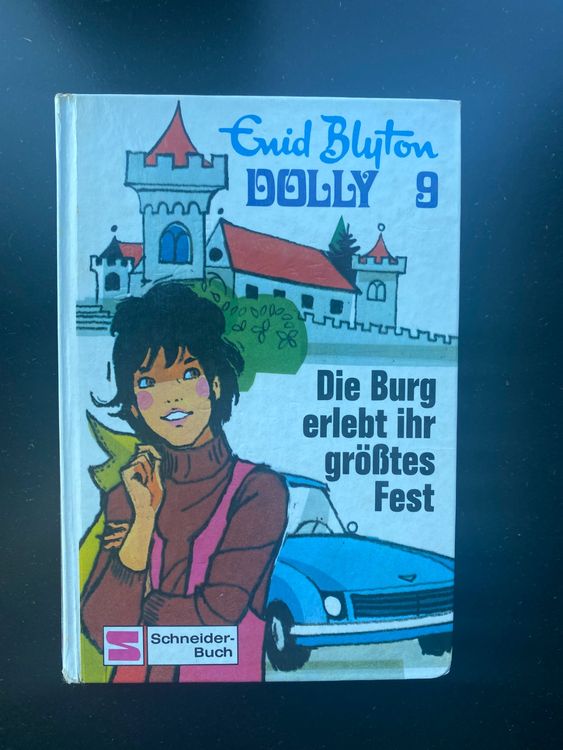 Enid Blyton
DOLLY 9
Die Burg
erlebt ihr
größtes
Fest
Schneider-
Buch